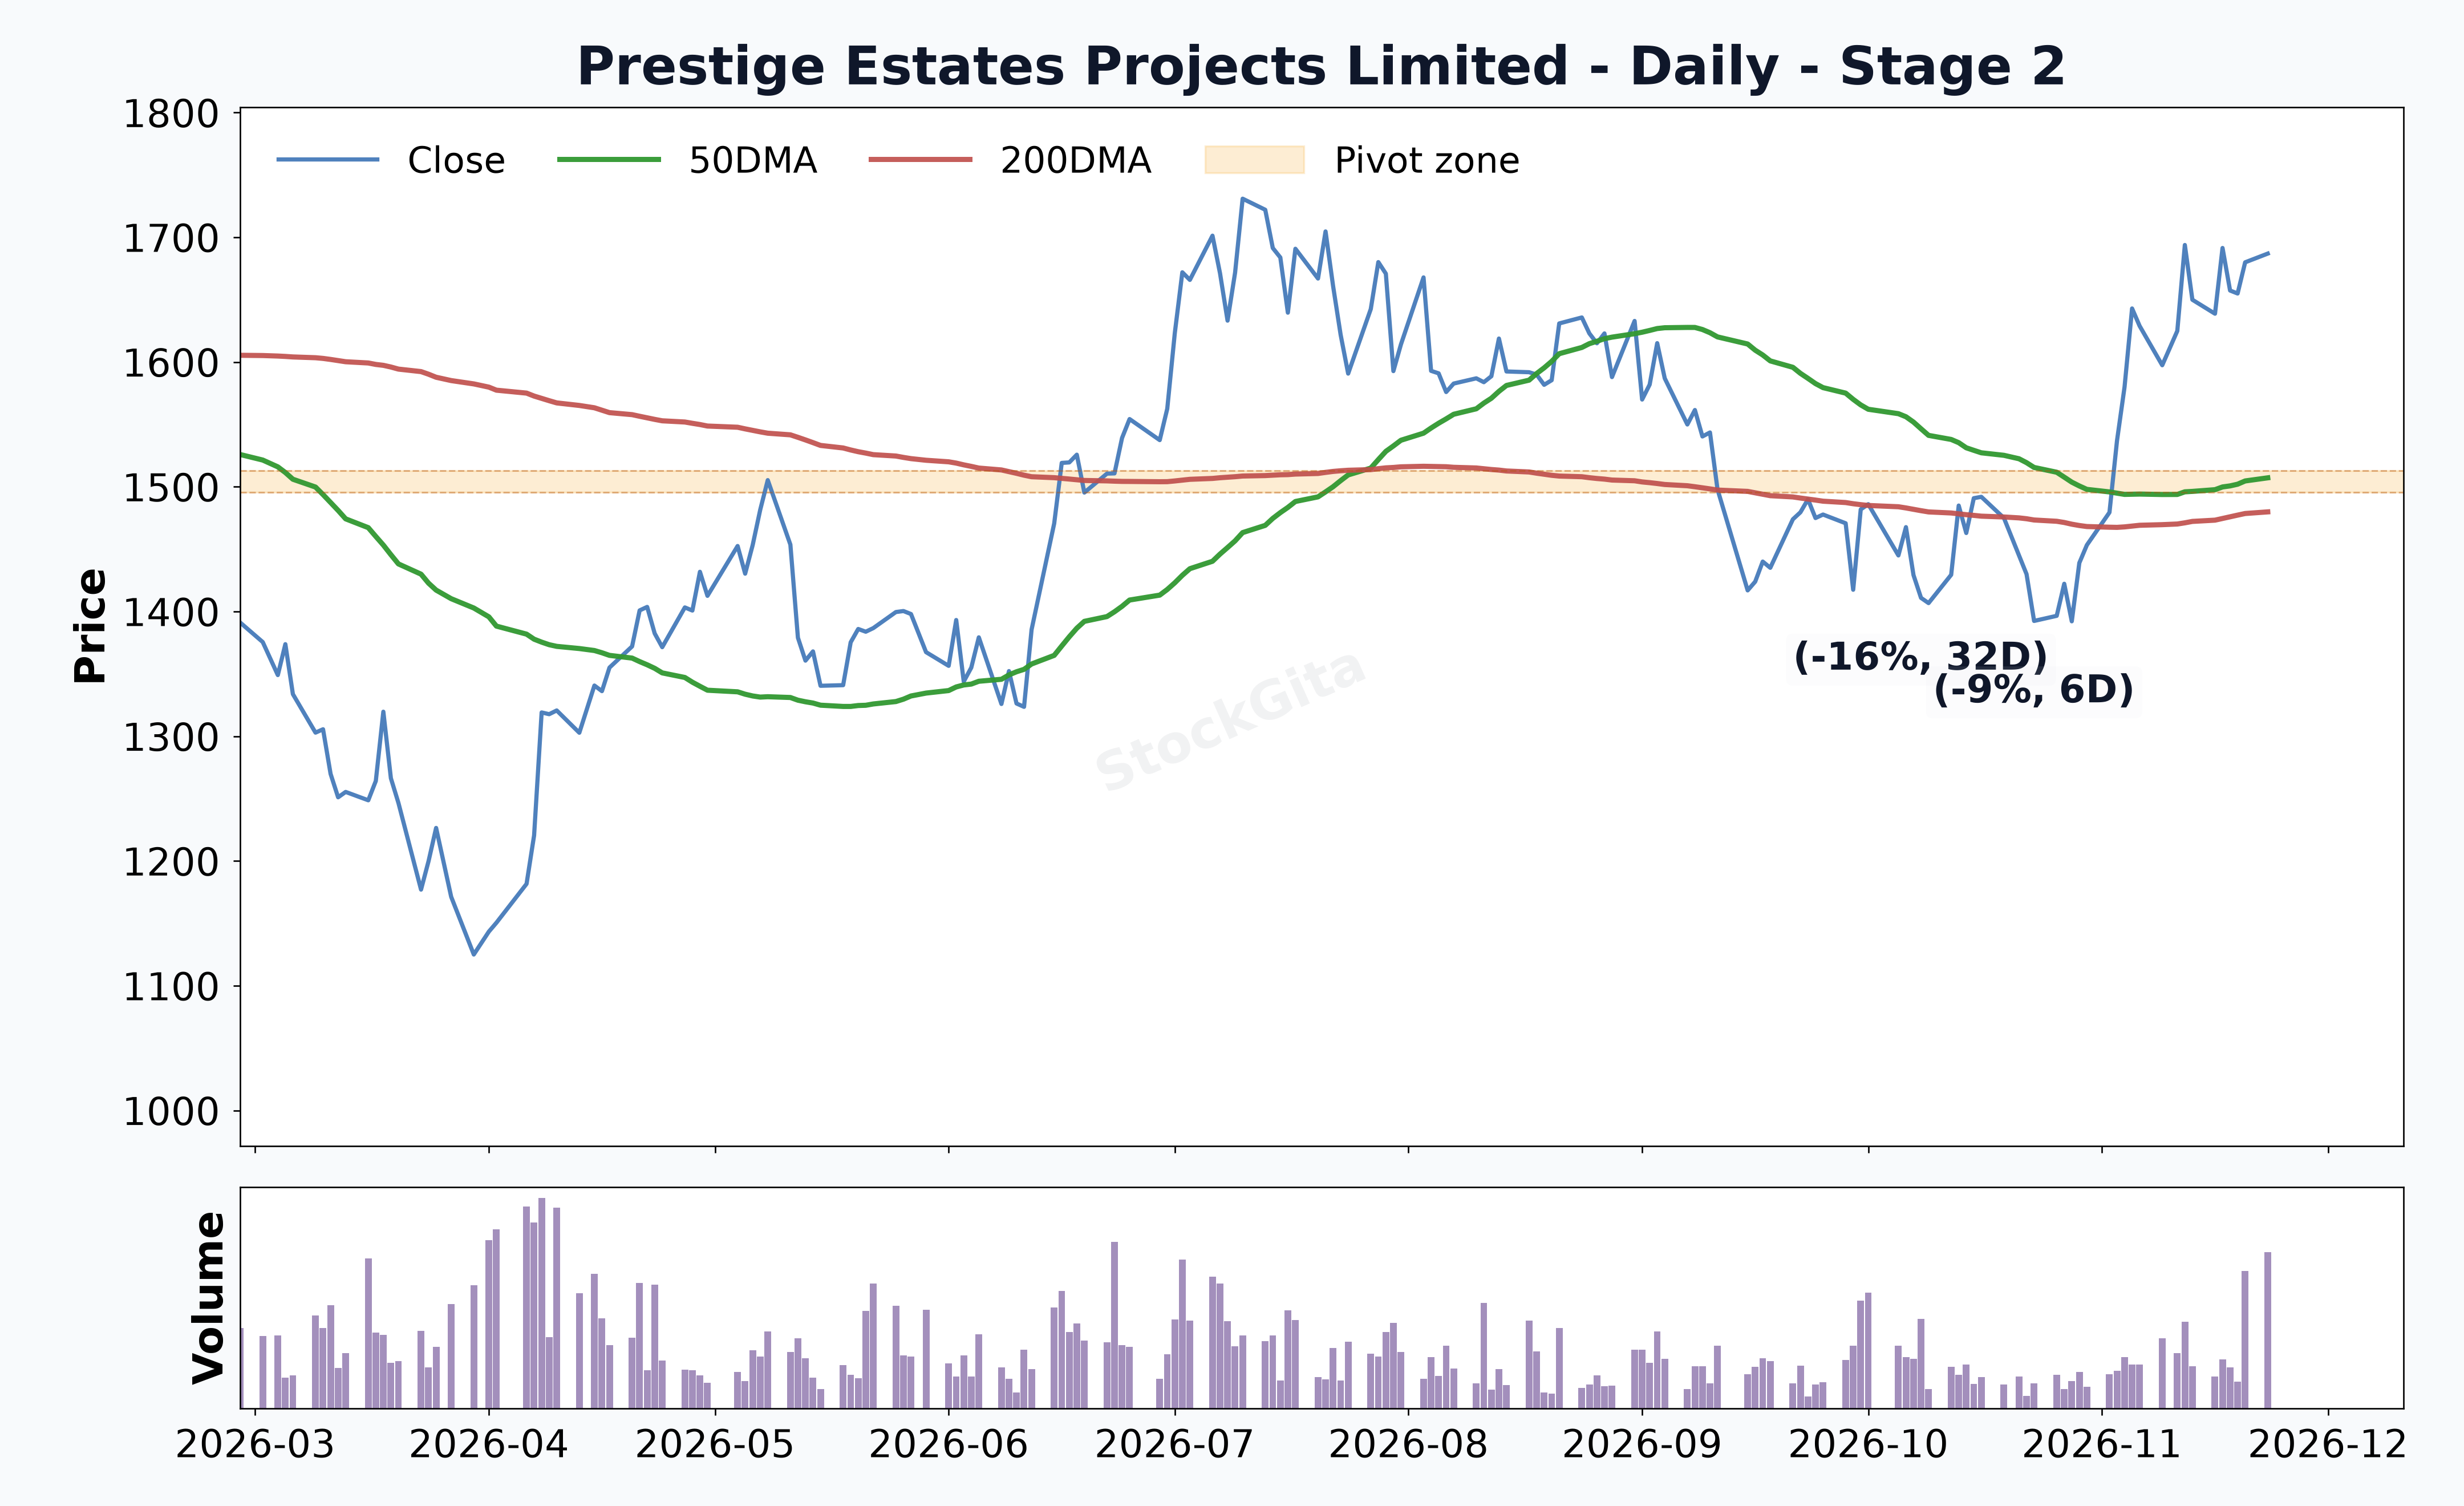 Prestige Estates Projects Limited - Daily - Stage 2
Close 50DMA 200DMA Pivot zone
Price
1800
1700
1600
1500
1400
1300
1200
1100
1000
(-16%, 32D)
(-9%, 6D)
StockGita
Volume
2026-03 2026-04 2026-05 2026-06 2026-07 2026-08 2026-09 2026-10 2026-11 2026-12